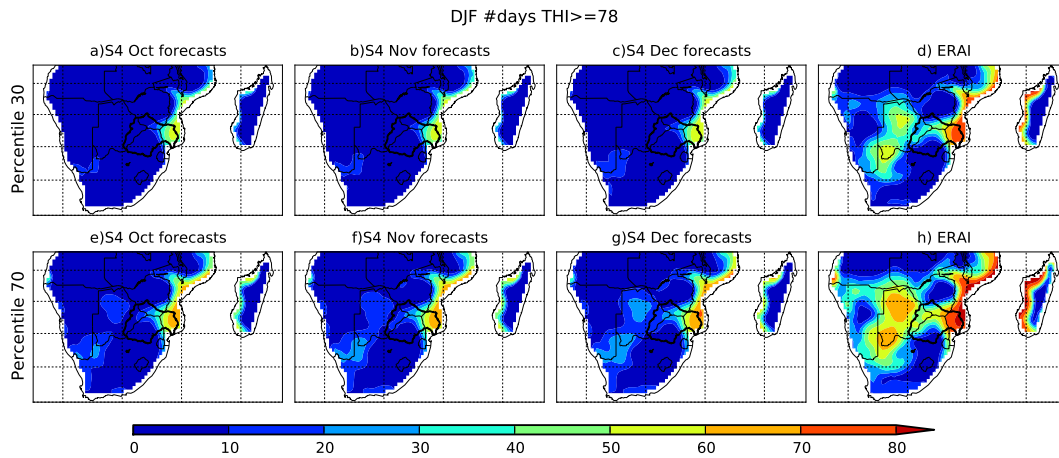 DJF #days THI>=78
a)S4 Oct forecasts
b)S4 Nov forecasts
c)S4 Dec forecasts
d) ERAI
Percentile 30
e)S4 Oct forecasts
f)S4 Nov forecasts
g)S4 Dec forecasts
h) ERAI
Percentile 70
0 10 20 30 40 50 60 70 80